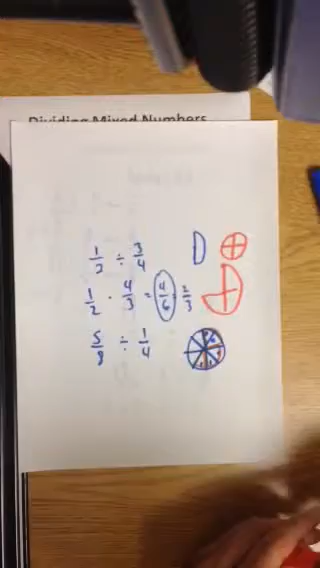 Dividing Mixed Numbers
1/2 ÷ 3/4
1/2 · 4/3 = 4/6 = 2/3
5/8 ÷ 1/4